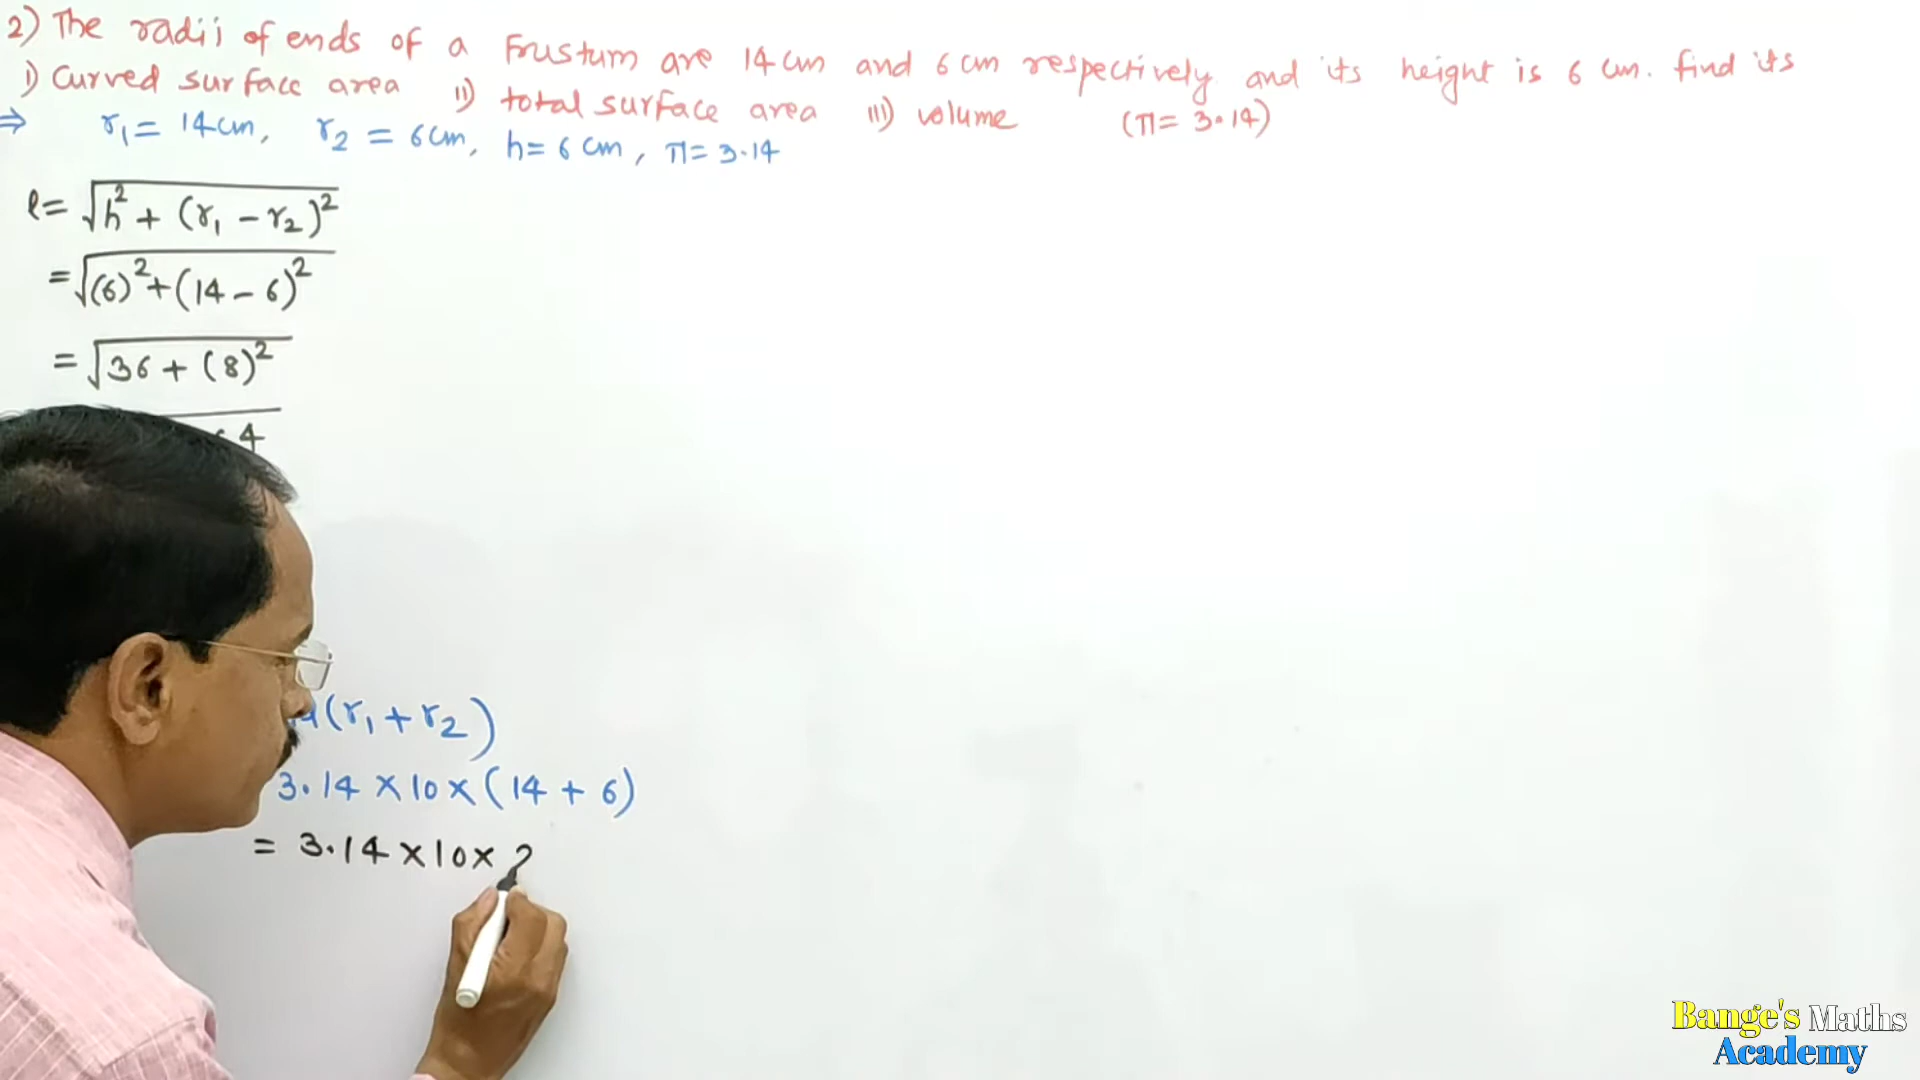 2) The radii of ends of a Frustum are 14 cm and 6 cm respectively and its height is 6 cm. find its
i) Curved surface area ii) total surface area iii) volume (π = 3.14)
⇒ r₁ = 14 cm, r₂ = 6 cm, h = 6 cm, π = 3.14
l = √h² + (r₁ - r₂)²
= √(6)² + (14 - 6)²
= √36 + (8)²
4
(r₁ + r₂)
3.14 × 10 × (14 + 6)
= 3.14 × 10 × 2
Bange's Maths
Academy